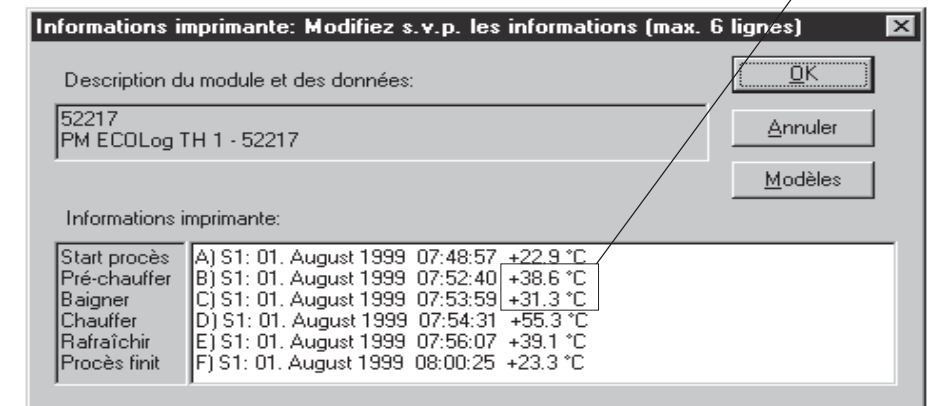 Informations imprimante: Modifiez s.v.p. les informations (max. 6 lignes)
Description du module et des données:
OK
52217
PM ECOLog TH 1 - 52217
Annuler
Modèles
Informations imprimante:
Start procès A) S1: 01. August 1999 07:48:57 +22.9 °C
Pré-chauffer B) S1: 01. August 1999 07:52:40 +38.6 °C
Baigner C) S1: 01. August 1999 07:53:59 +31.3 °C
Chauffer D) S1: 01. August 1999 07:54:31 +55.3 °C
Rafraîchir E) S1: 01. August 1999 07:56:07 +39.1 °C
Procès finit F) S1: 01. August 1999 08:00:25 +23.3 °C